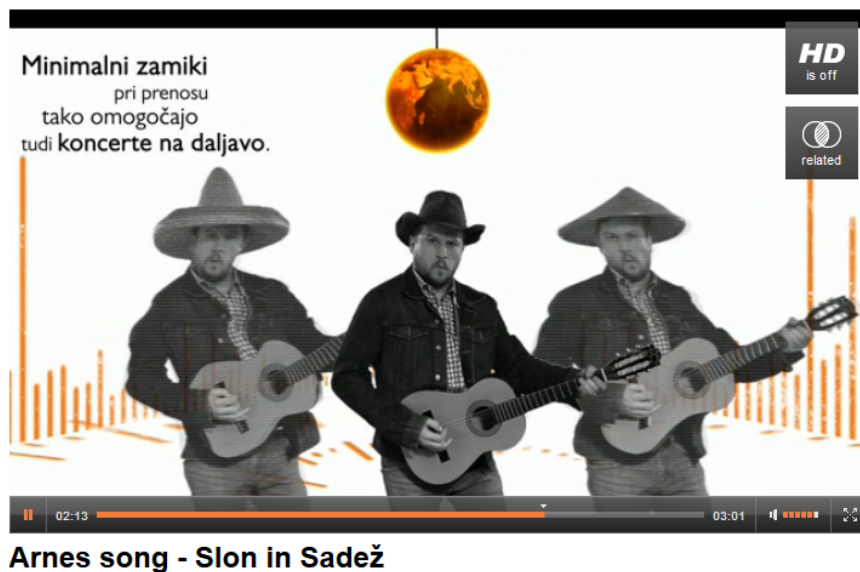 Minimalni zamiki
pri prenosu
tako omogočajo
tudi koncerte na daljavo.
HD
is off
related
02:13
03:01
Arnes song - Slon in Sadež